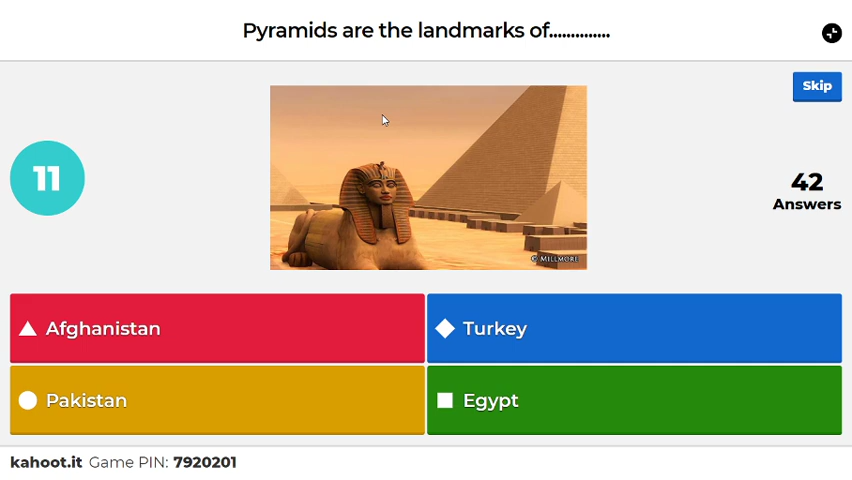 Pyramids are the landmarks of.............
Skip
11
42
Answers
© MILLMORE
Afghanistan
Turkey
Pakistan
Egypt
kahoot.it Game PIN: 7920201